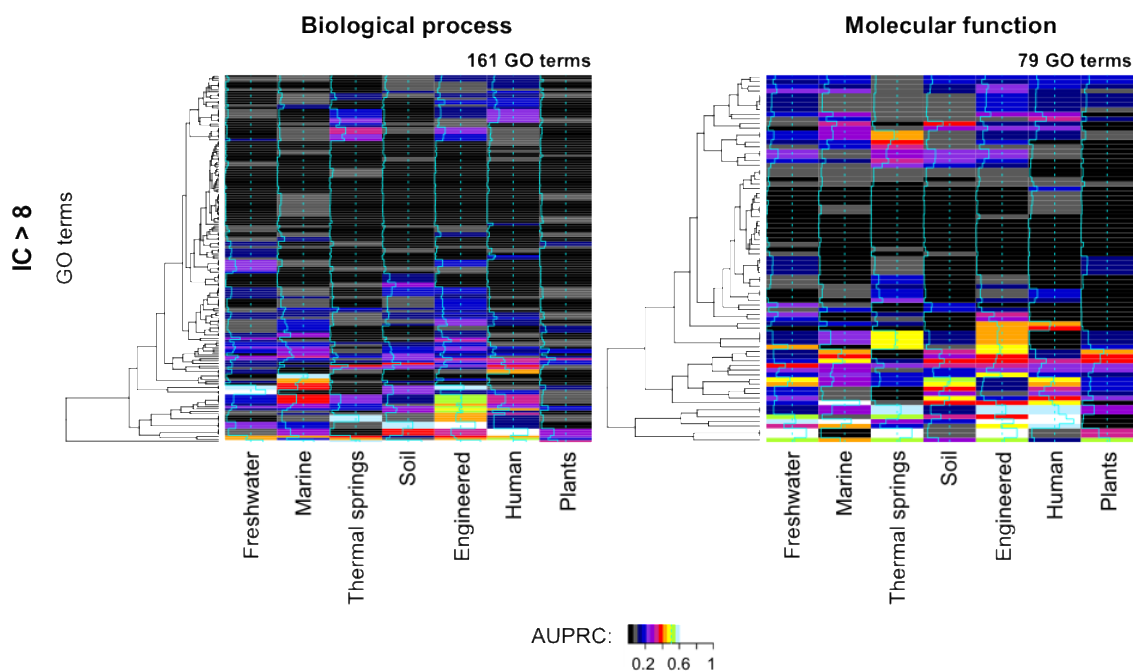 Biological process
Molecular function
161 GO terms
79 GO terms
IC > 8
GO terms
Freshwater
Marine
Thermal springs
Soil
Engineered
Human
Plants
Freshwater
Marine
Thermal springs
Soil
Engineered
Human
Plants
AUPRC:
0.2 0.6 1